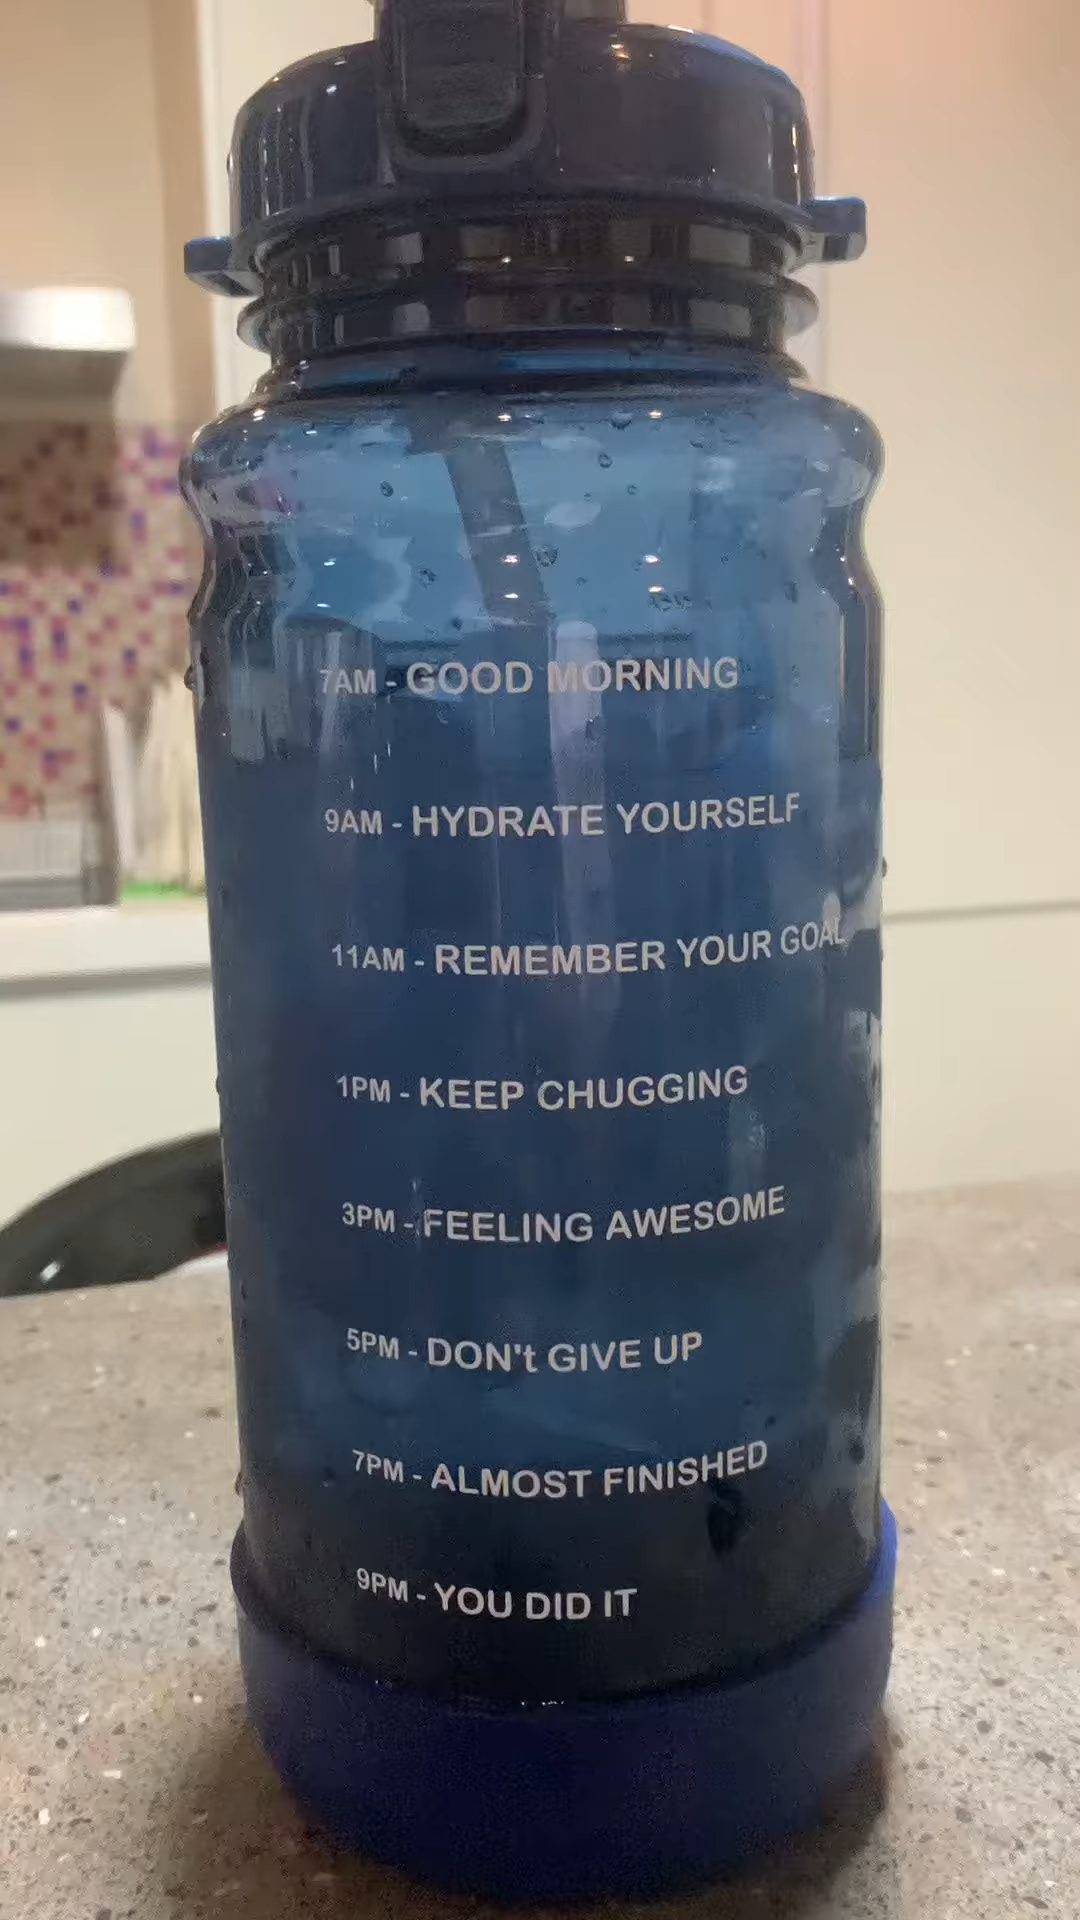 7AM - GOOD MORNING
9AM - HYDRATE YOURSELF
11AM - REMEMBER YOUR GOAL
1PM - KEEP CHUGGING
3PM - FEELING AWESOME
5PM - DON't GIVE UP
7PM - ALMOST FINISHED
9PM - YOU DID IT